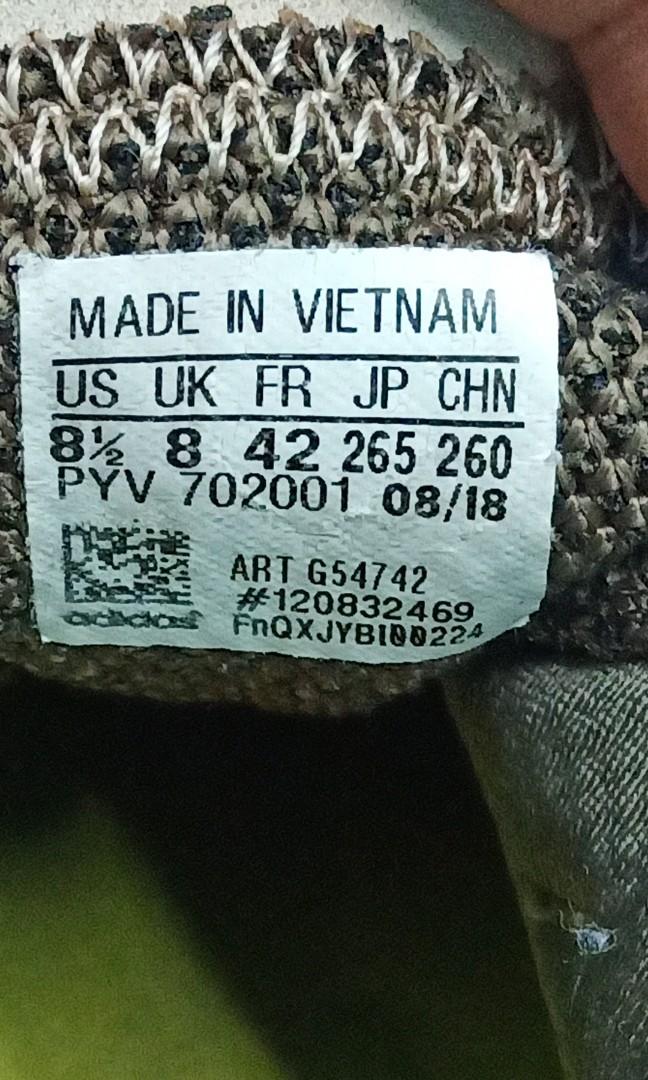 MADE IN VIETNAM
US UK FR JP CHN
8½ 8 42 265 260
PYV 702001 08/18
ART G54742
#120832469
adidas
FnQXJYBI00224